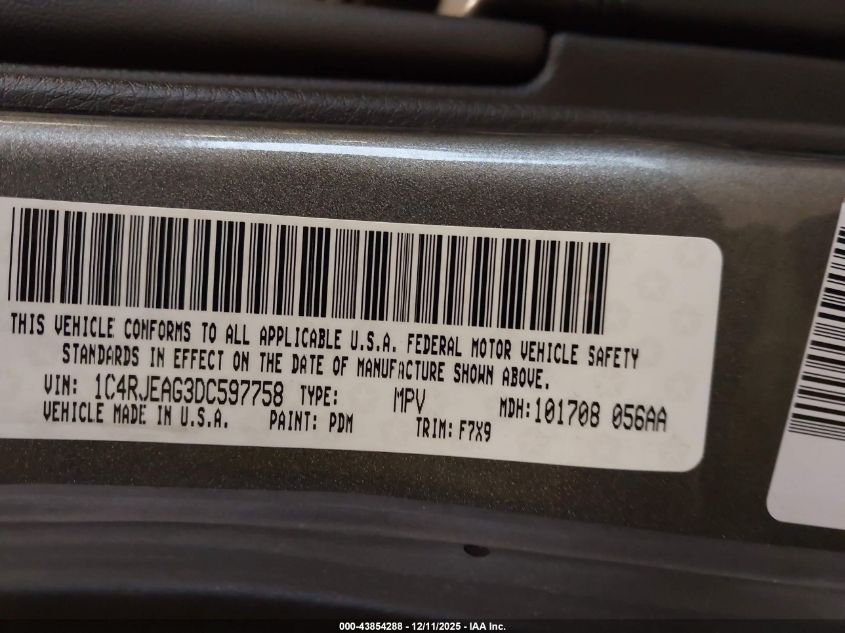 THIS VEHICLE CONFORMS TO ALL APPLICABLE U.S.A. FEDERAL MOTOR VEHICLE SAFETY
STANDARDS IN EFFECT ON THE DATE OF MANUFACTURE SHOWN ABOVE.
VIN: 1C4RJEAG3DC597758 TYPE: MPV MDH:101708 056AA
VEHICLE MADE IN U.S.A. PAINT: PDM TRIM: F7X9
000-43854288 - 12/11/2025 - IAA Inc.